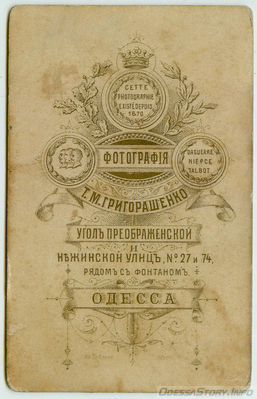 CETTE
PHOTOGRAPHIE
EXISTE DEPUIS
1870
ФОТОГРАФІЯ
DAGUERRE
NIEPCE
TALBOT.
Т. М. ГРИГОРАШЕНКО
УГОЛЪ ПРЕОБРАЖЕНСКОЙ
И
НѢЖИНСКОЙ УЛИЦЪ, № 27 и 74,
РЯДОМЪ СЪ ФОНТАНОМЪ.
ОДЕССА
OdessaStory.Info